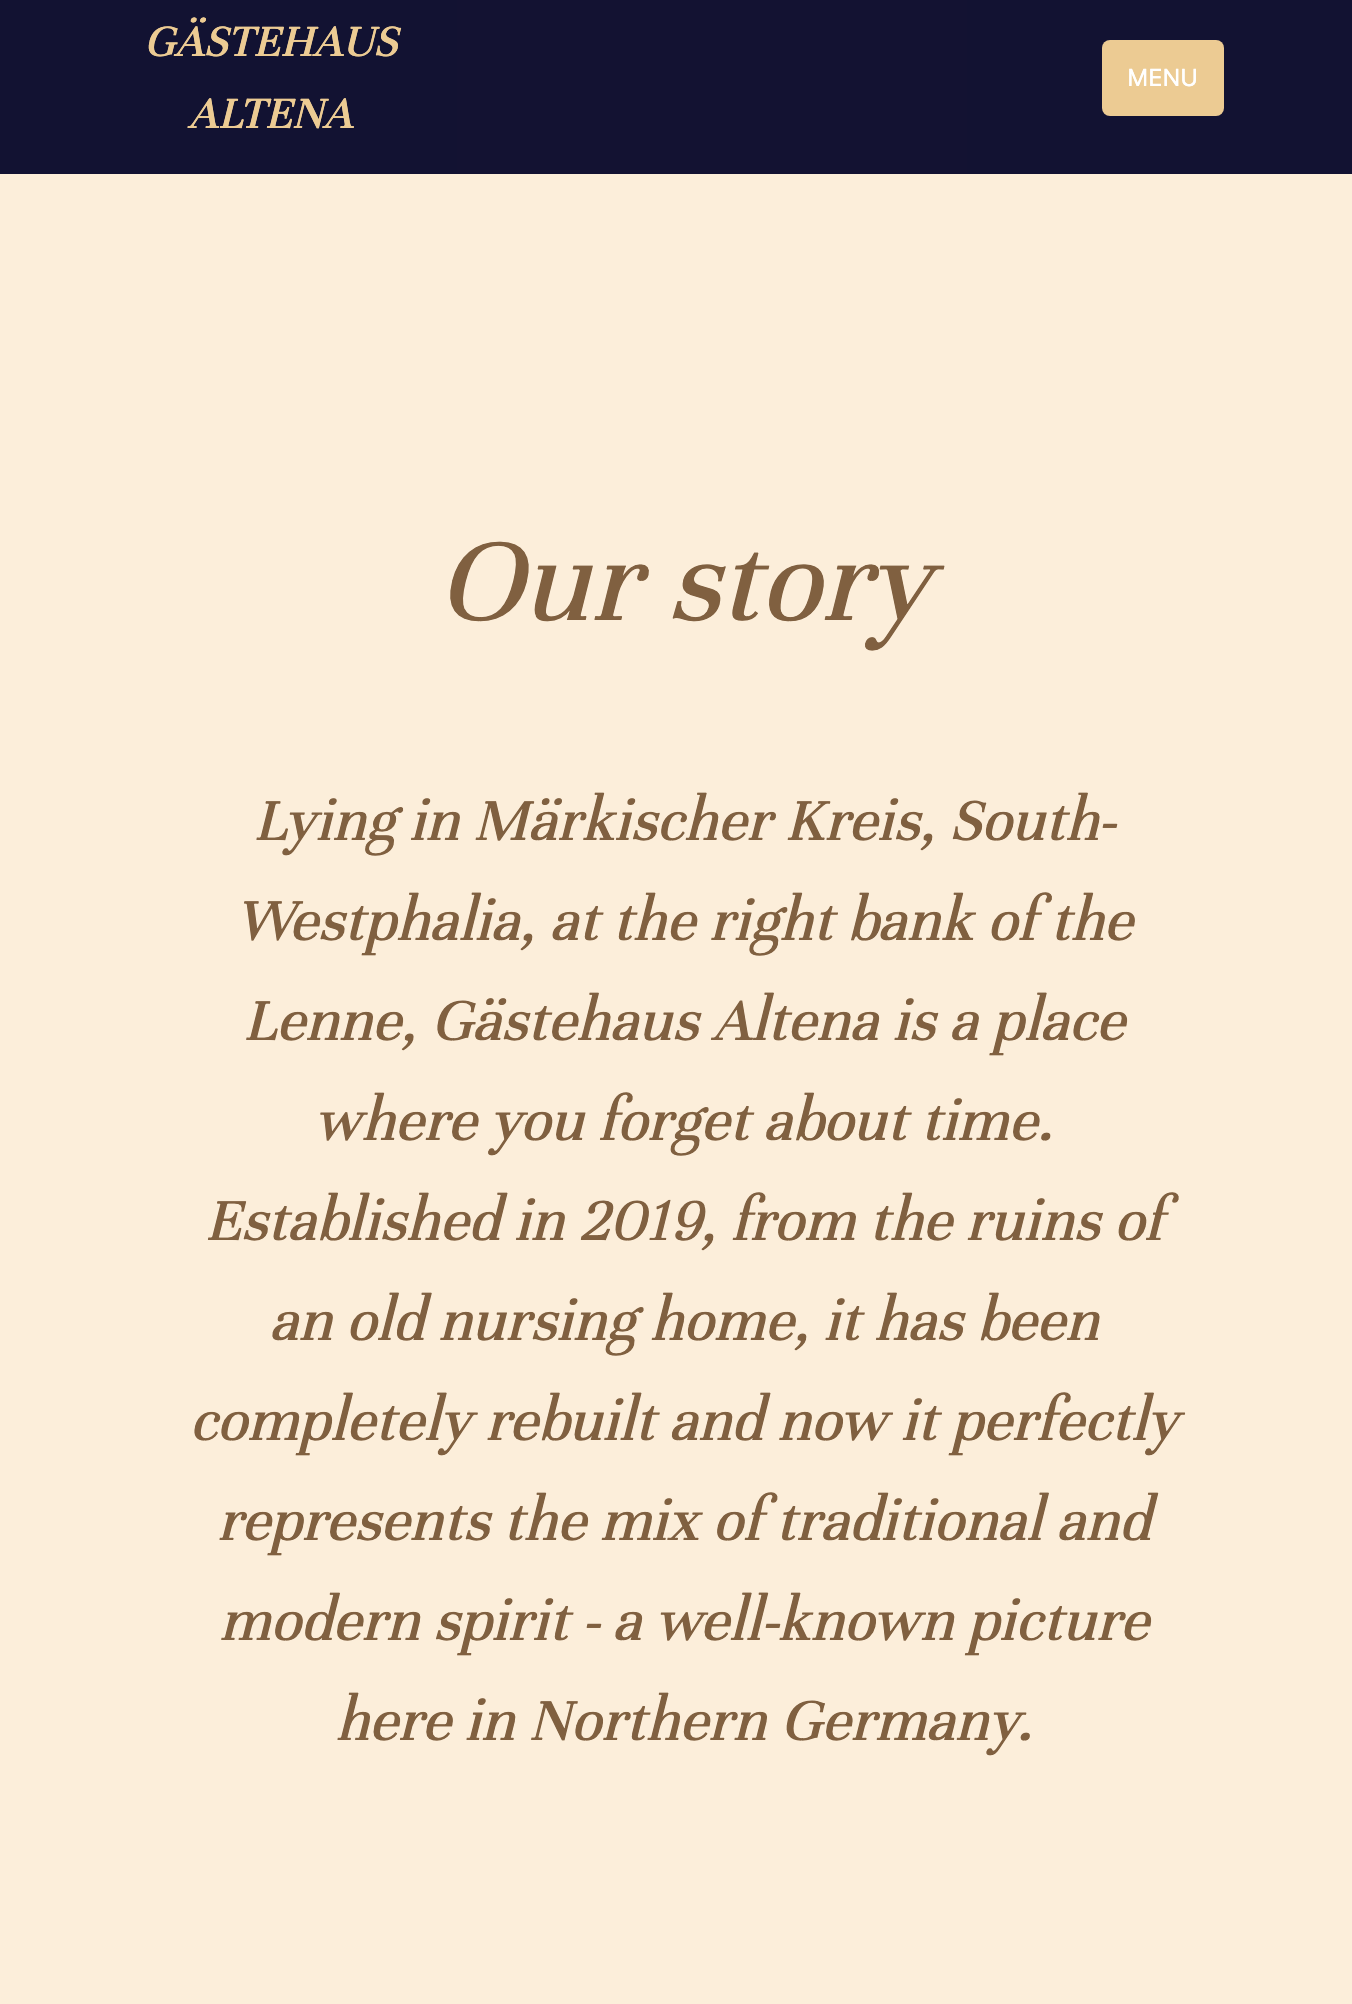 GÄSTEHAUS
ALTENA
MENU
Our story
Lying in Märkischer Kreis, South-
Westphalia, at the right bank of the
Lenne, Gästehaus Altena is a place
where you forget about time.
Established in 2019, from the ruins of
an old nursing home, it has been
completely rebuilt and now it perfectly
represents the mix of traditional and
modern spirit - a well-known picture
here in Northern Germany.